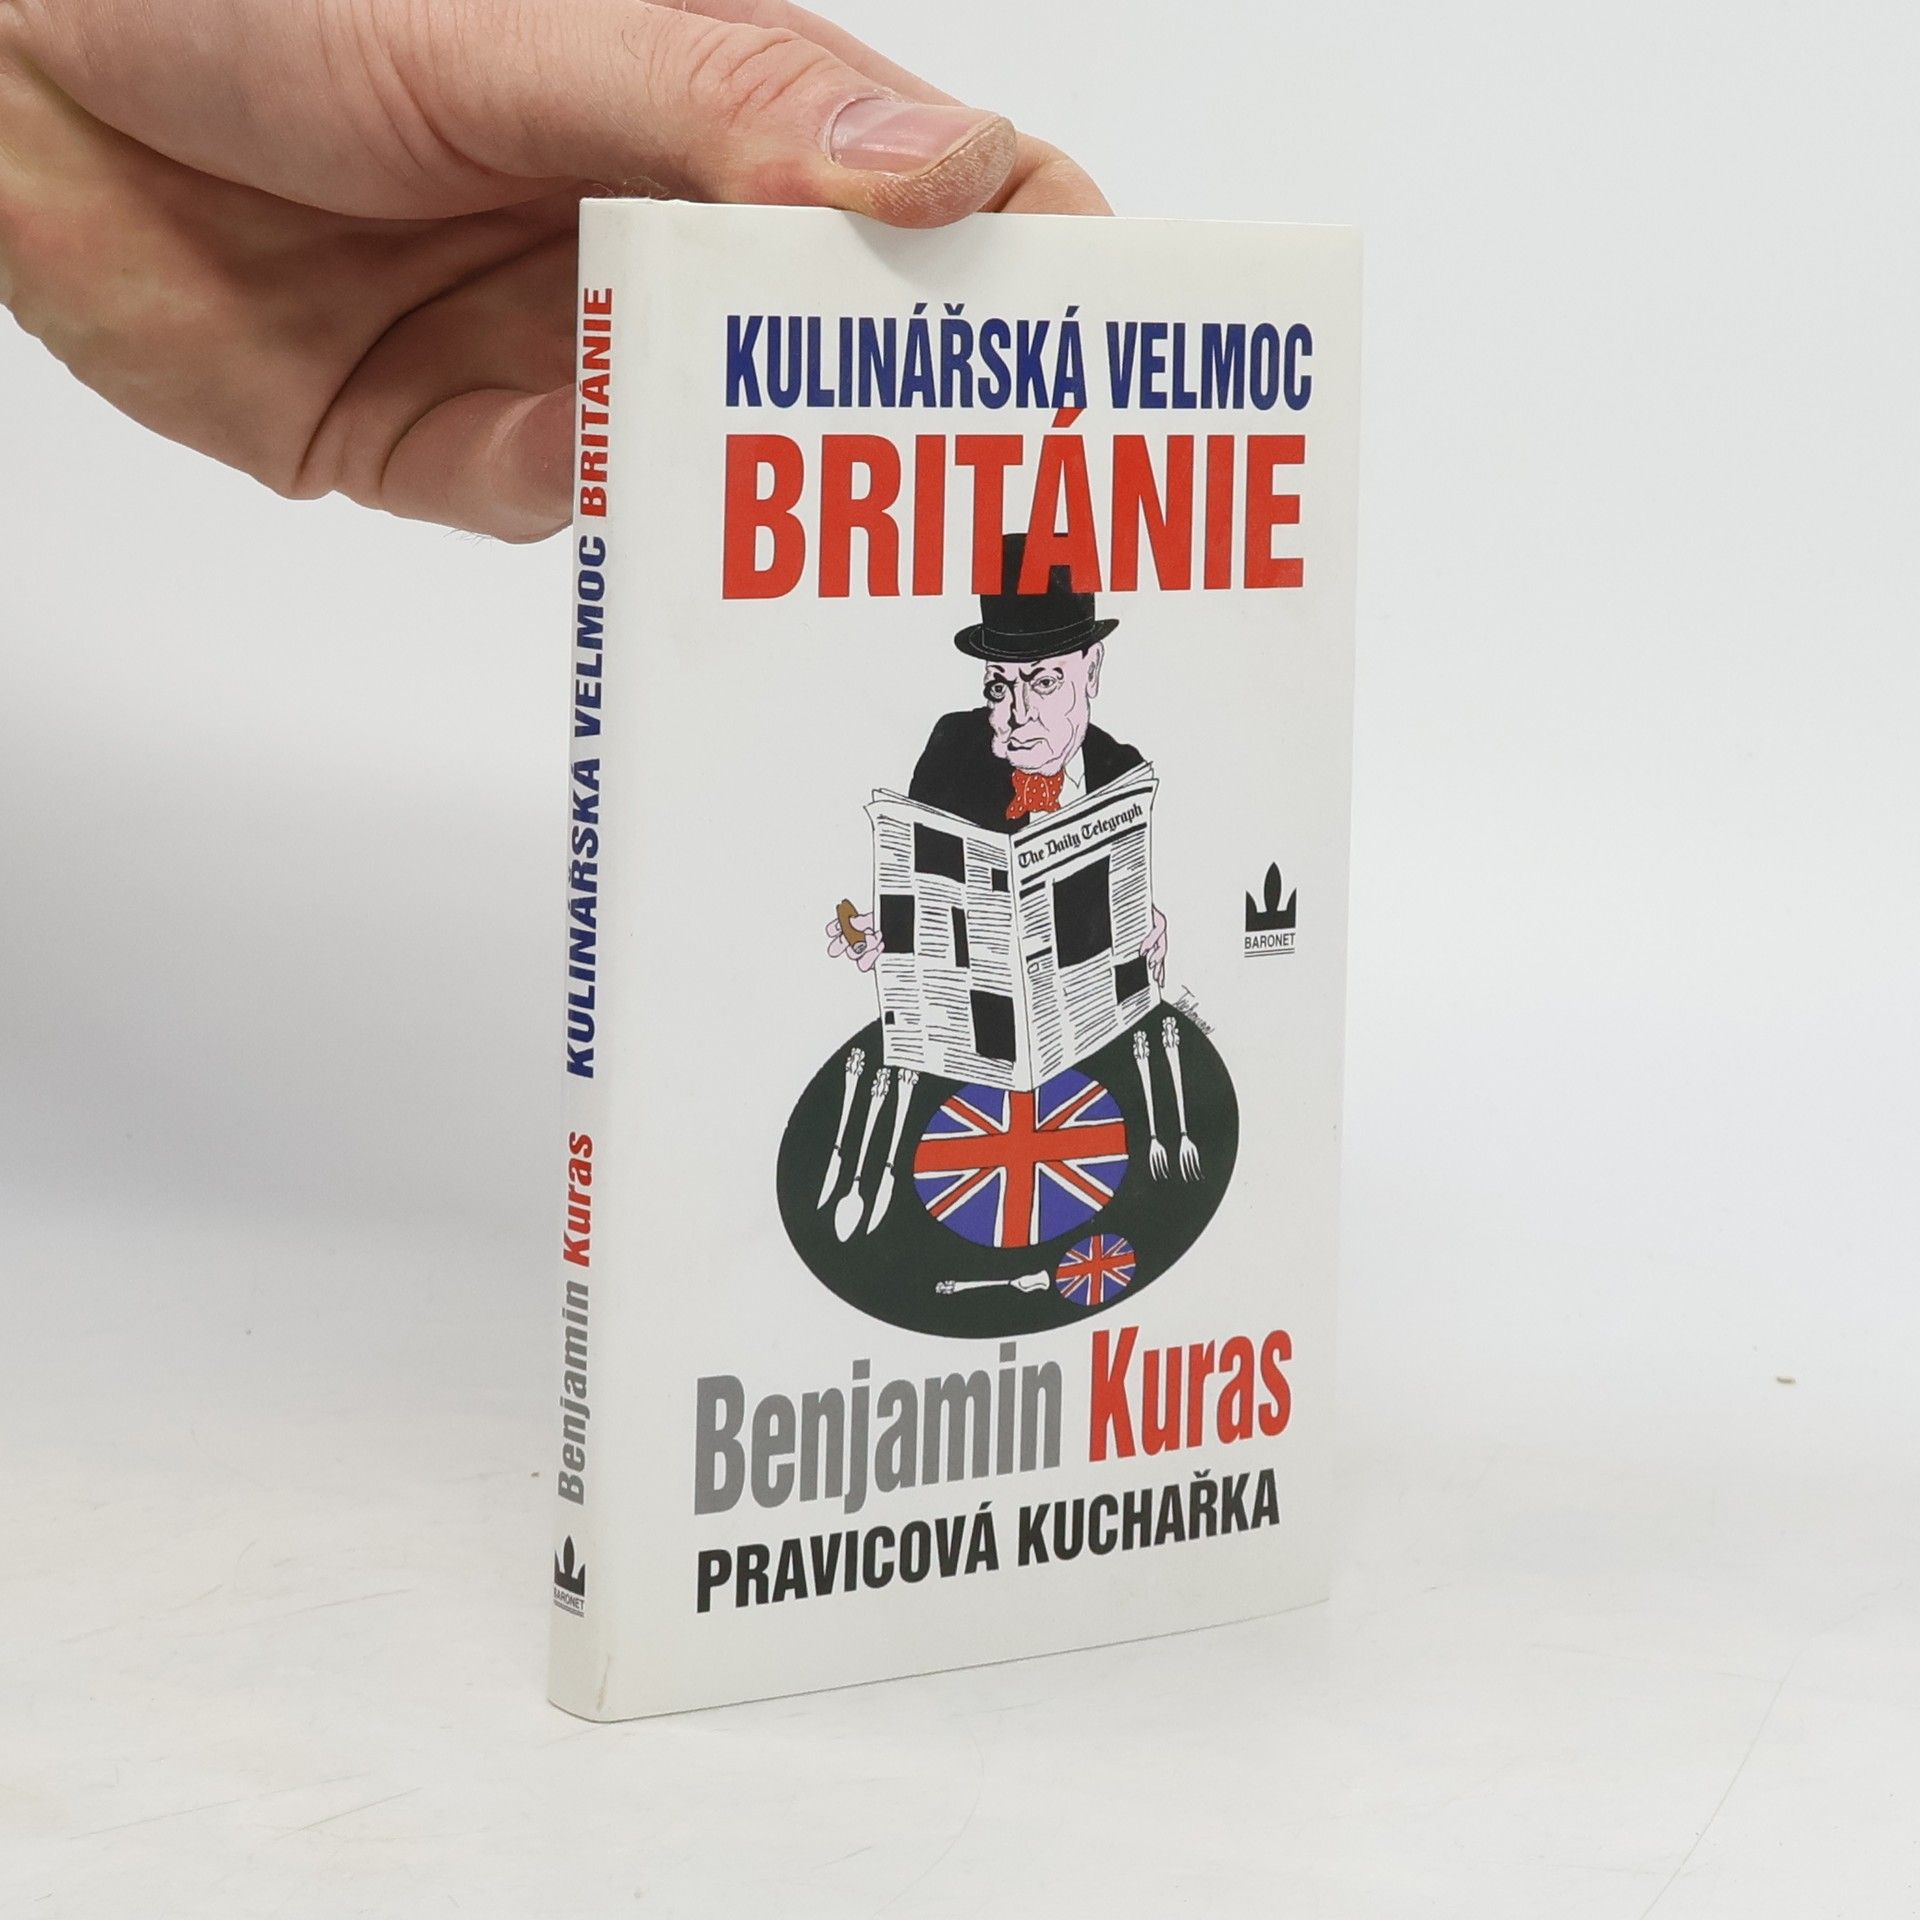 KULINÁŘSKÁ VELMOC
BRITÁNIE
The Daily Telegraph
BARONET
Benjamin Kuras
PRAVICOVÁ KUCHAŘKA
Benjamin Kuras KULINÁŘSKÁ VELMOC BRITÁNIE
BARONET